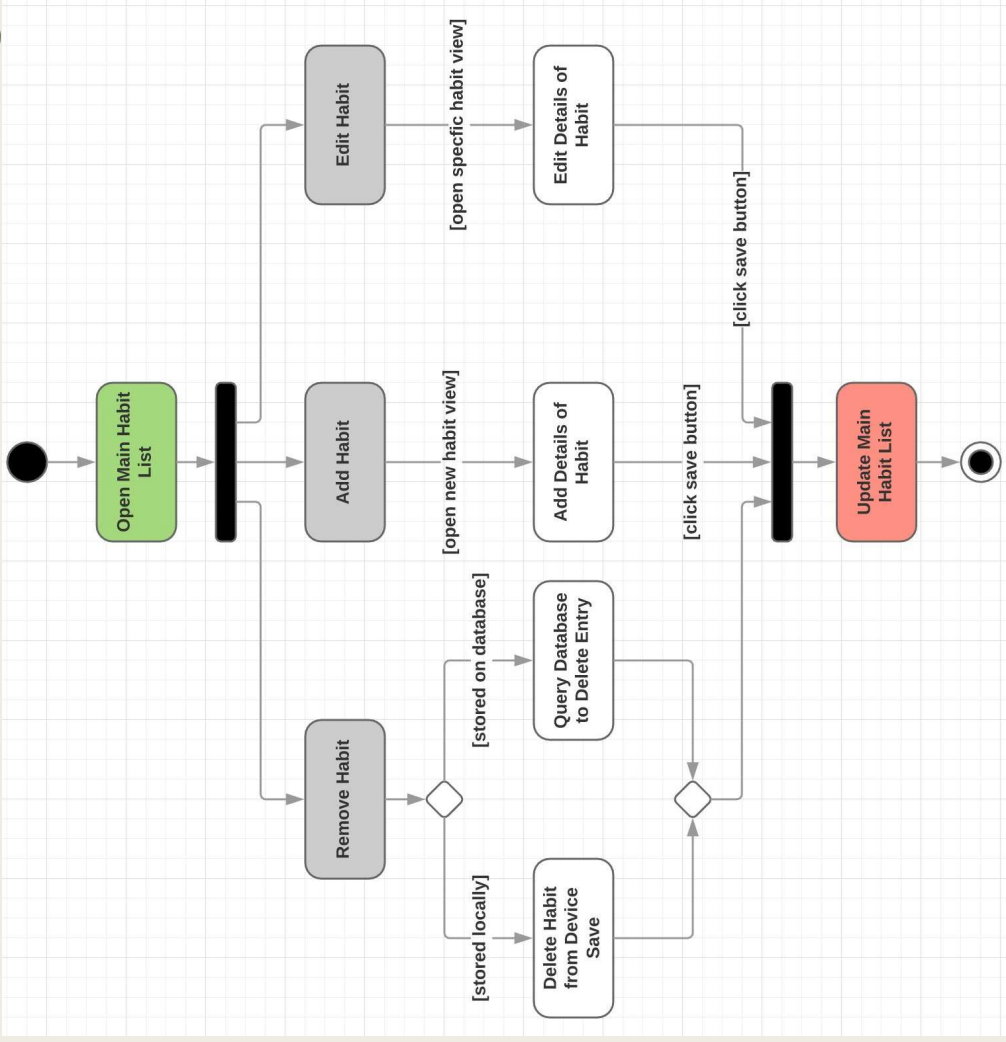 Open Main Habit
List
Remove Habit
Add Habit
Edit Habit
[stored locally]
[stored on database]
[open new habit view]
[open specfic habit view]
Delete Habit
from Device
Save
Query Database
to Delete Entry
Add Details of
Habit
Edit Details of
Habit
[click save button]
[click save button]
Update Main
Habit List